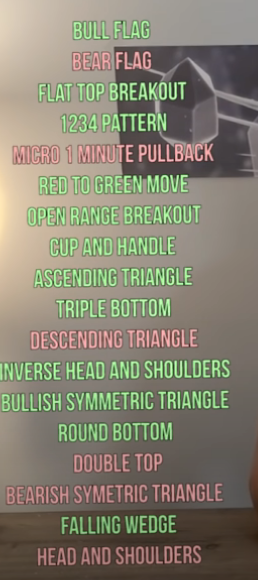 BULL FLAG
BEAR FLAG
FLAT TOP BREAKOUT
1234 PATTERN
MICRO 1 MINUTE PULLBACK
RED TO GREEN MOVE
OPEN RANGE BREAKOUT
CUP AND HANDLE
ASCENDING TRIANGLE
TRIPLE BOTTOM
DESCENDING TRIANGLE
INVERSE HEAD AND SHOULDERS
BULLISH SYMMETRIC TRIANGLE
ROUND BOTTOM
DOUBLE TOP
BEARISH SYMETRIC TRIANGLE
FALLING WEDGE
HEAD AND SHOULDERS